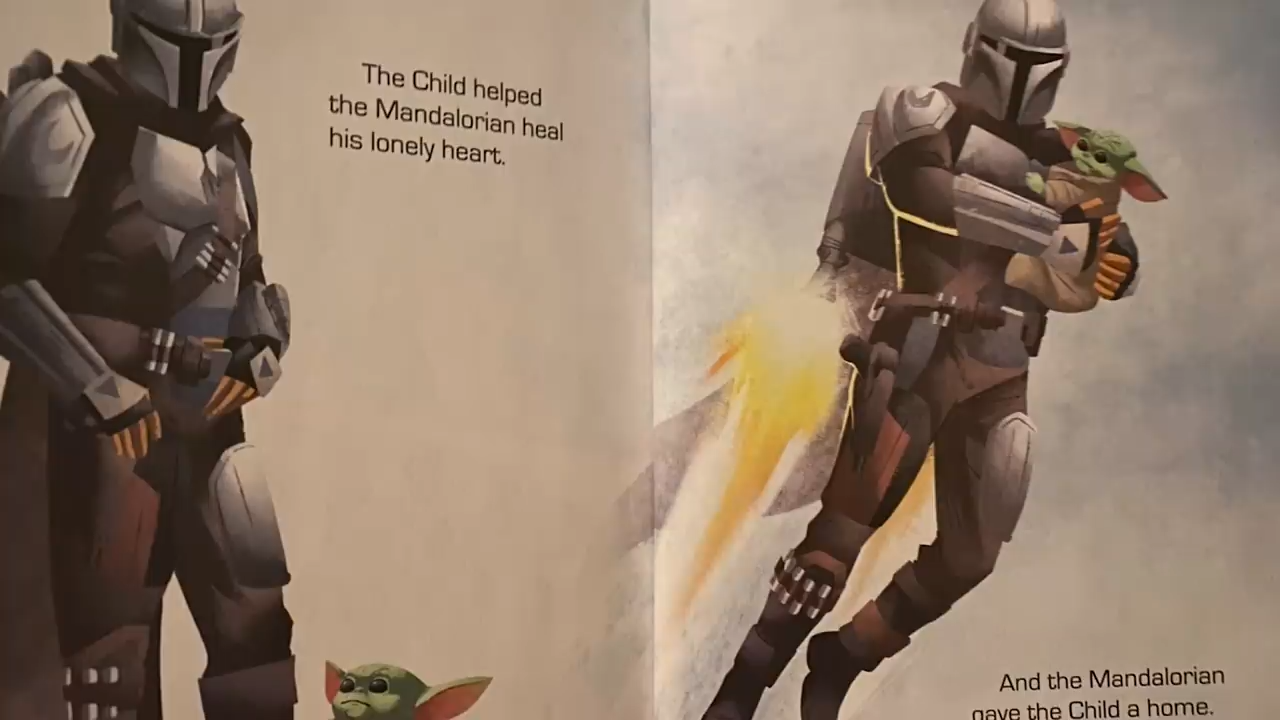 The Child helped
the Mandalorian heal
his lonely heart.
And the Mandalorian
gave the Child a home.